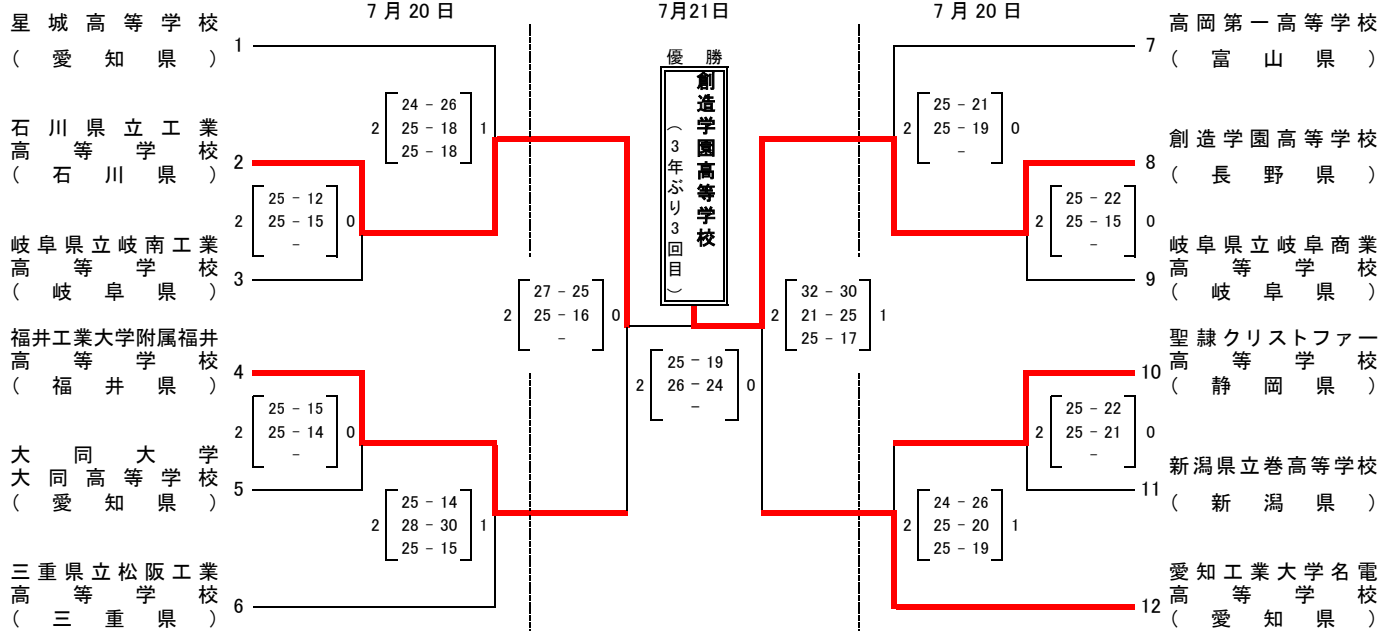 7月20日
7月21日
7月20日
星城高等学校
(愛知県)
1
石川県立工業
高等学校
(石川県)
2
岐阜県立岐南工業
高等学校
(岐阜県)
3
福井工業大学附属福井
高等学校
(福井県)
4
大同大学
大同高等学校
(愛知県)
5
三重県立松阪工業
高等学校
(三重県)
6
24 - 26
2 25 - 18 1
25 - 18
25 - 12
2 25 - 15 0
-
25 - 15
2 25 - 14 0
-
25 - 14
2 28 - 30 1
25 - 15
27 - 25
2 25 - 16 0
-
優勝
創造学園高等学校
(3年ぶり3回目)
25 - 19
2 26 - 24 0
-
32 - 30
2 21 - 25 1
25 - 17
25 - 21
2 25 - 19 0
-
25 - 22
2 25 - 15 0
-
25 - 22
2 25 - 21 0
-
24 - 26
2 25 - 20 1
25 - 19
7
高岡第一高等学校
(富山県)
8
創造学園高等学校
(長野県)
9
岐阜県立岐阜商業
高等学校
(岐阜県)
10
聖隷クリストファー
高等学校
(静岡県)
11
新潟県立巻高等学校
(新潟県)
12
愛知工業大学名電
高等学校
(愛知県)